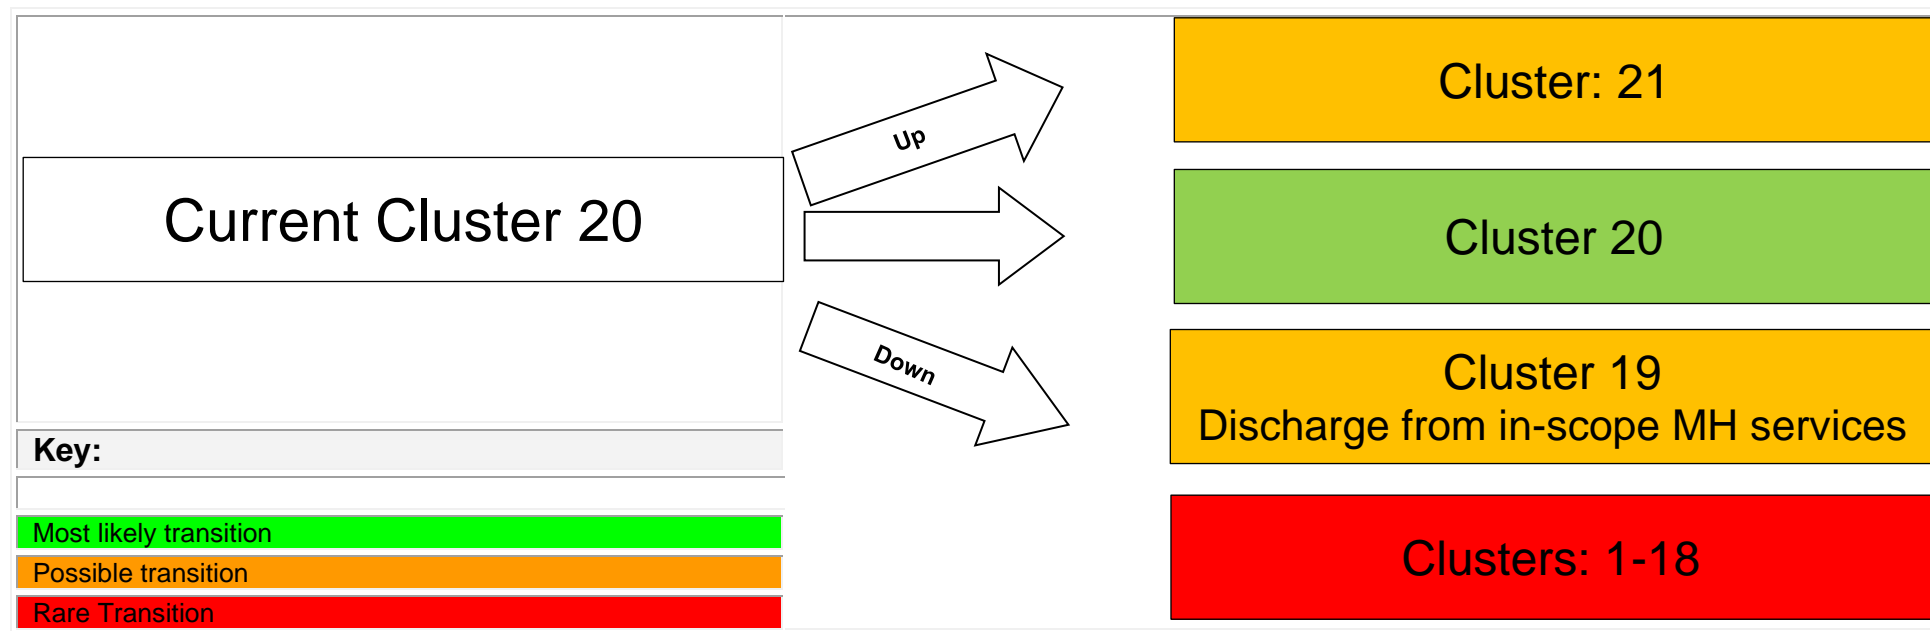 Current Cluster 20
Key:
Most likely transition
Possible transition
Rare Transition
Up
Down
Cluster: 21
Cluster 20
Cluster 19
Discharge from in-scope MH services
Clusters: 1-18